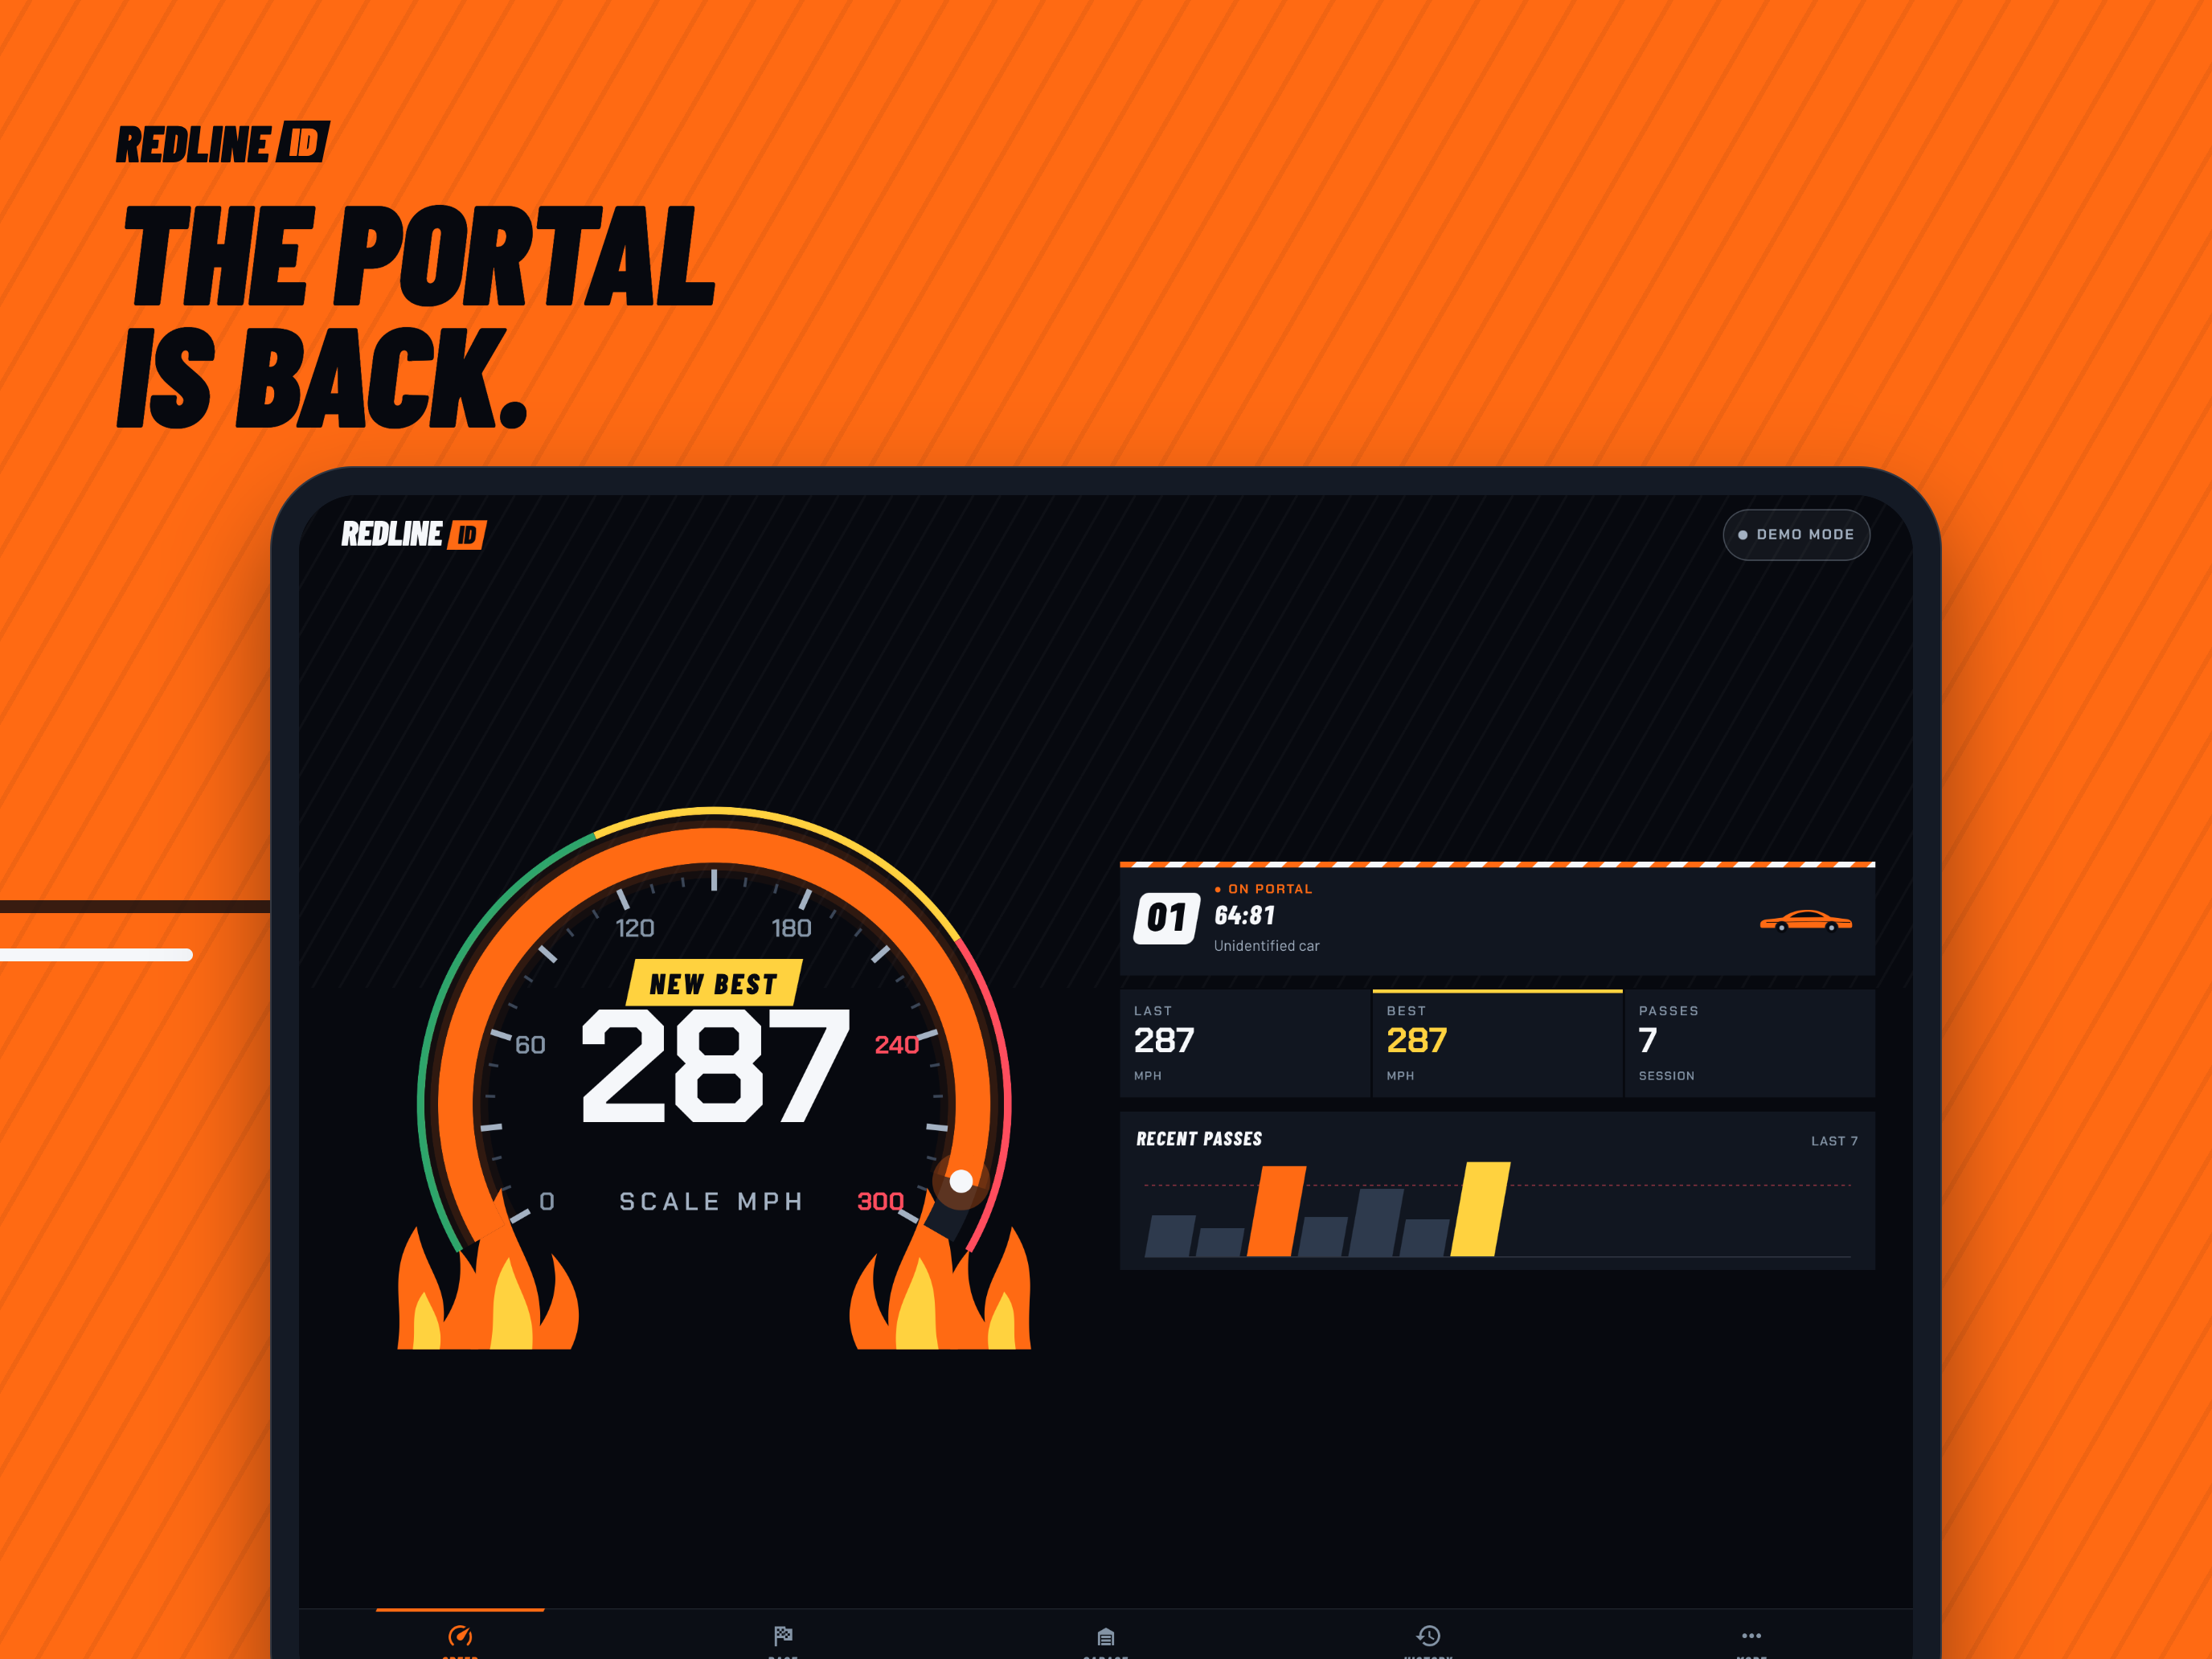 REDLINE ID
THE PORTAL
IS BACK.
REDLINE ID
DEMO MODE
120
180
NEW BEST
287
60
240
0
SCALE MPH
300
01
ON PORTAL
64:81
Unidentified car
LAST
287
MPH
BEST
287
MPH
PASSES
7
SESSION
RECENT PASSES
LAST 7